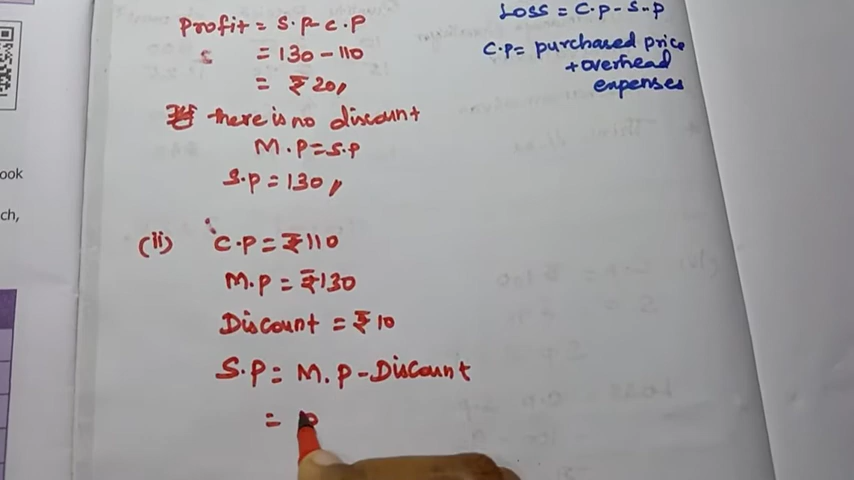 Profit = S.P - C.P
= 130 - 110
= ₹ 20,
there is no discount
M.P = S.P
S.P = 130,
(ii) C.P = ₹110
M.P = ₹130
Discount = ₹10
S.P = M.P - Discount
=
Loss = C.P - S.P
C.P = purchased price
+ overhead
expenses
ook
ch,